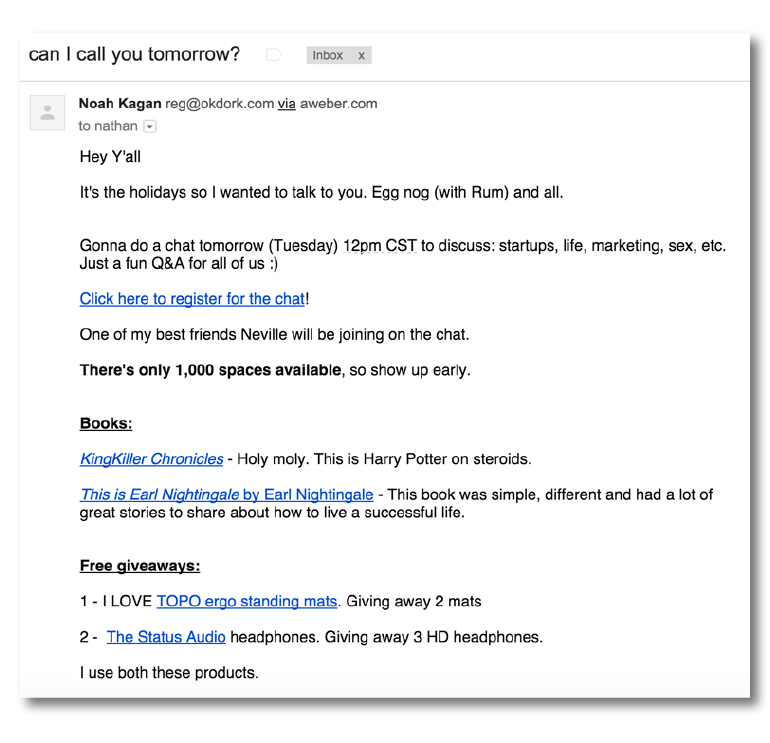 can I call you tomorrow?
Inbox x
Noah Kagan reg@okdork.com via aweber.com
to nathan
Hey Y'all
It's the holidays so I wanted to talk to you. Egg nog (with Rum) and all.
Gonna do a chat tomorrow (Tuesday) 12pm CST to discuss: startups, life, marketing, sex, etc.
Just a fun Q&A for all of us :)
Click here to register for the chat!
One of my best friends Neville will be joining on the chat.
There's only 1,000 spaces available, so show up early.
Books:
KingKiller Chronicles - Holy moly. This is Harry Potter on steroids.
This is Earl Nightingale by Earl Nightingale - This book was simple, different and had a lot of
great stories to share about how to live a successful life.
Free giveaways:
1 - I LOVE TOPO ergo standing mats. Giving away 2 mats
2 - The Status Audio headphones. Giving away 3 HD headphones.
I use both these products.